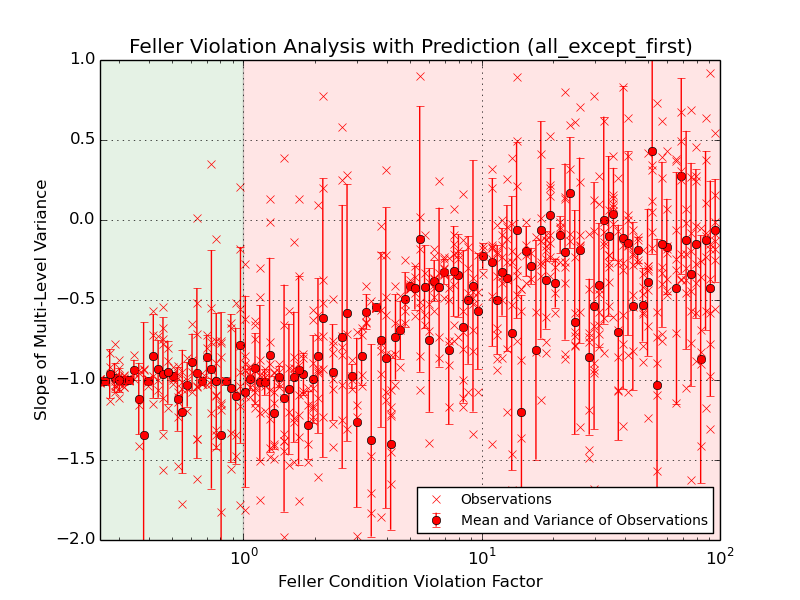 Feller Violation Analysis with Prediction (all_except_first)
1.0
0.5
0.0
−0.5
−1.0
−1.5
−2.0
Slope of Multi-Level Variance
Observations
Mean and Variance of Observations
10⁰ 10¹ 10²
Feller Condition Violation Factor